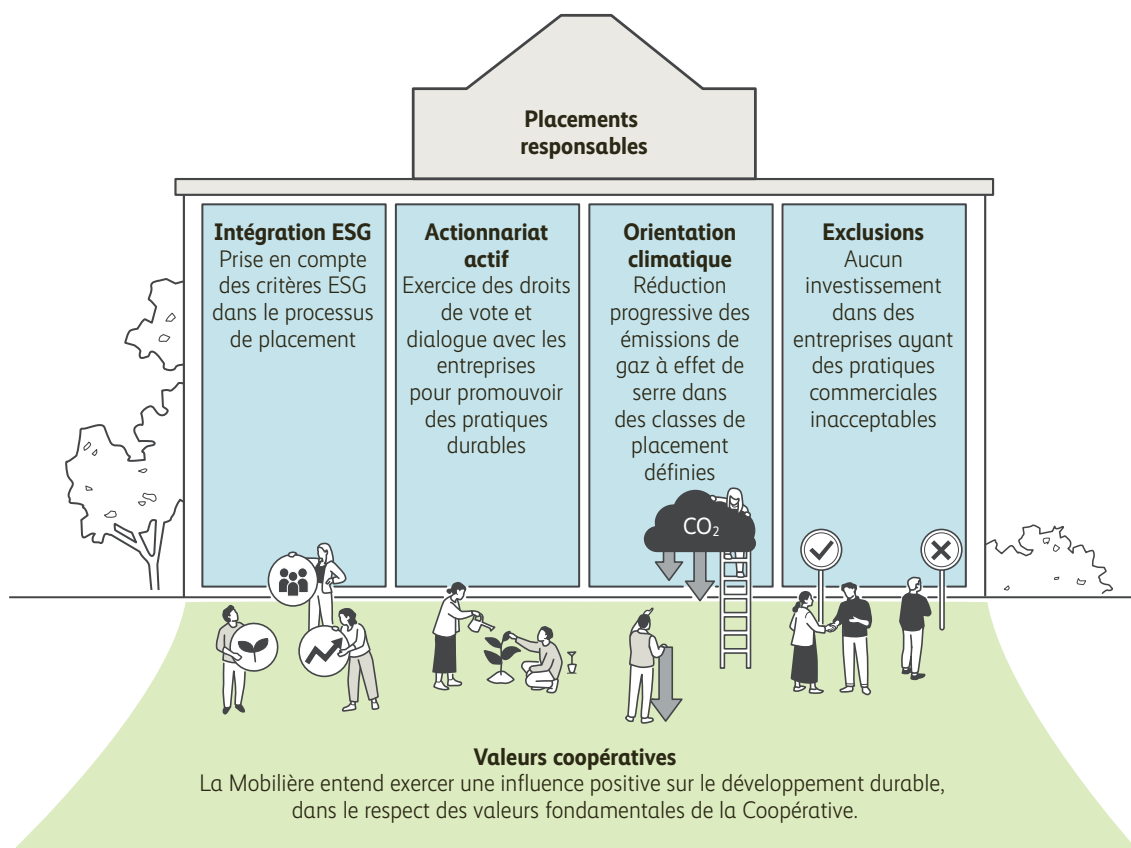 Placements
responsables
Intégration ESG
Prise en compte
des critères ESG
dans le processus
de placement
Actionnariat
actif
Exercice des droits
de vote et
dialogue avec les
entreprises
pour promouvoir
des pratiques
durables
Orientation
climatique
Réduction
progressive des
émissions de
gaz à effet de
serre dans
des classes de
placement
définies
CO₂
Exclusions
Aucun
investissement
dans des
entreprises ayant
des pratiques
commerciales
inacceptables
Valeurs coopératives
La Mobilière entend exercer une influence positive sur le développement durable,
dans le respect des valeurs fondamentales de la Coopérative.